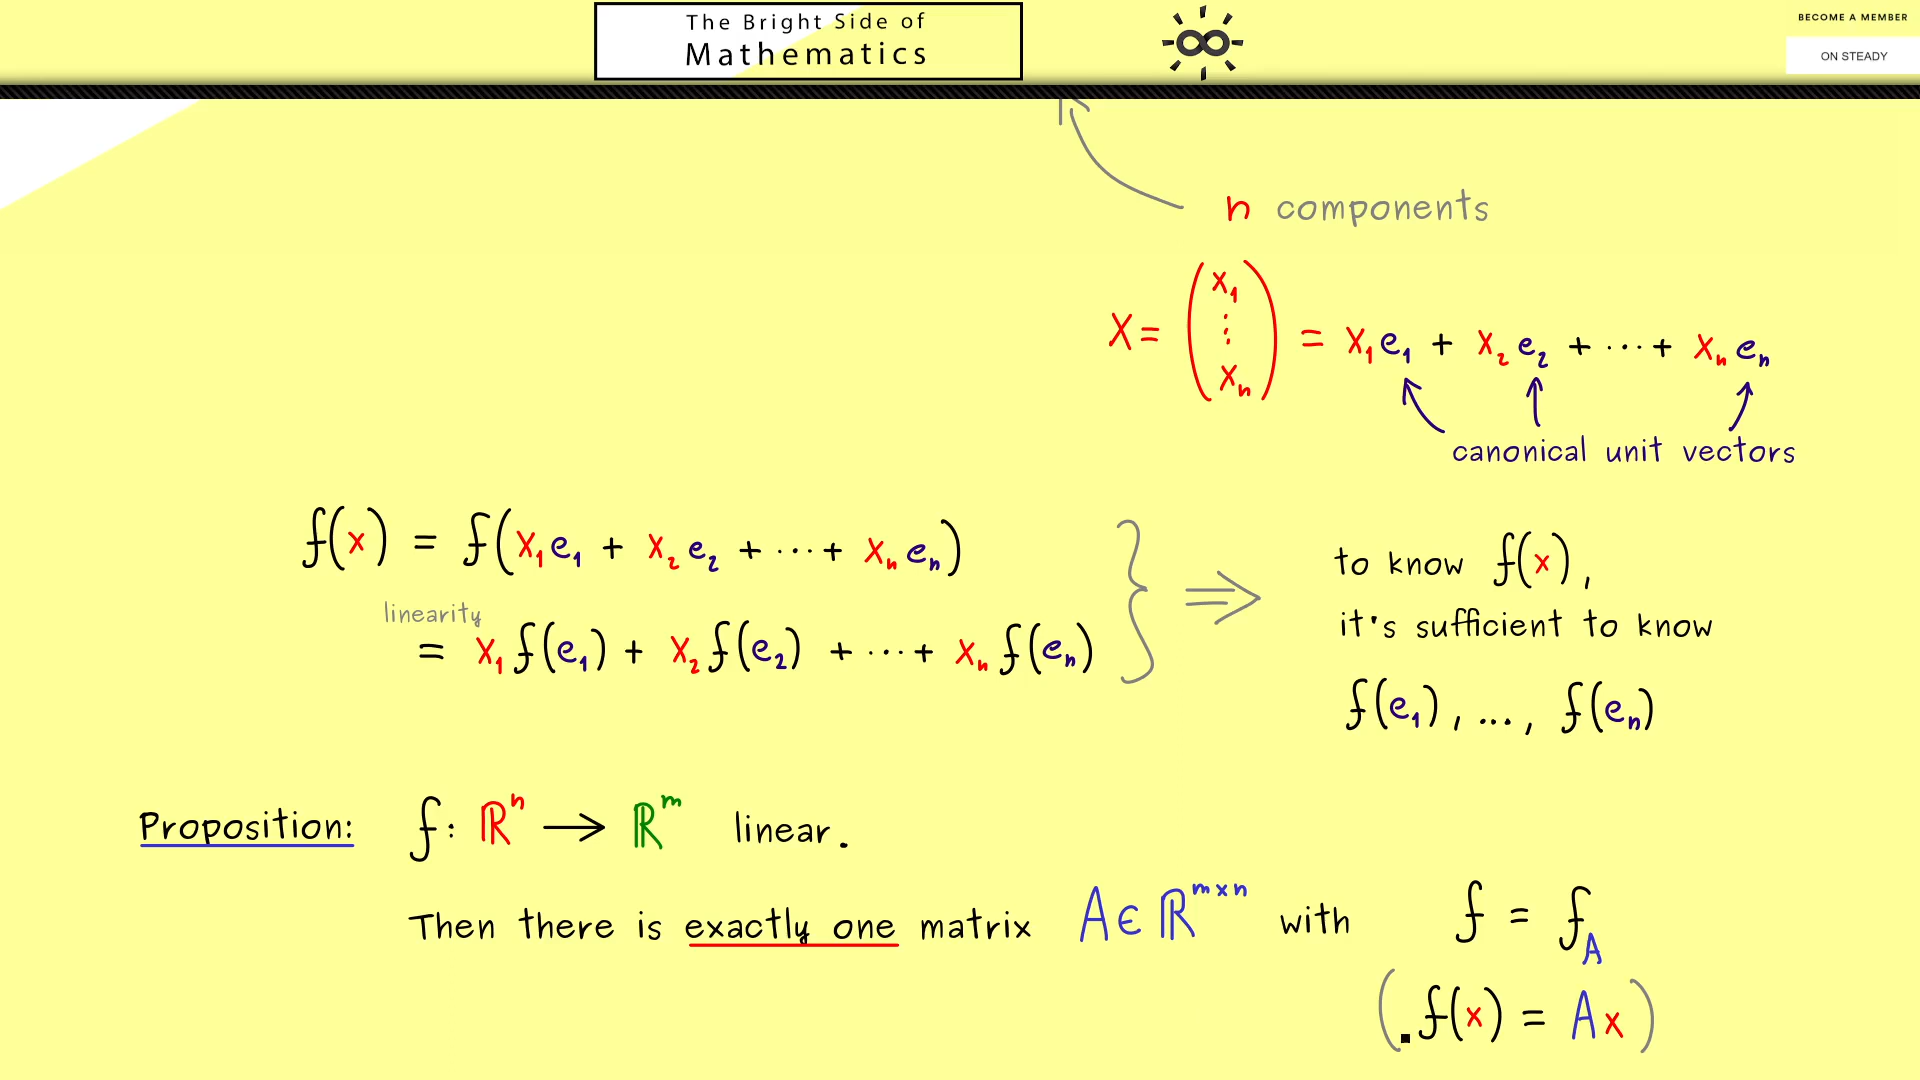 The Bright Side of
Mathematics
BECOME A MEMBER
ON STEADY
n components
x = (x₁ ⋮ xₙ) = x₁e₁ + x₂e₂ + ··· + xₙeₙ
canonical unit vectors
f(x) = f(x₁e₁ + x₂e₂ + ··· + xₙeₙ)
linearity
= x₁f(e₁) + x₂f(e₂) + ··· + xₙf(eₙ)
} ⟹
to know f(x),
it's sufficient to know
f(e₁), ..., f(eₙ)
Proposition: f: ℝⁿ ⟶ ℝᵐ linear.
Then there is exactly one matrix A ∈ ℝᵐˣⁿ with f = f_A
(f(x) = Ax)